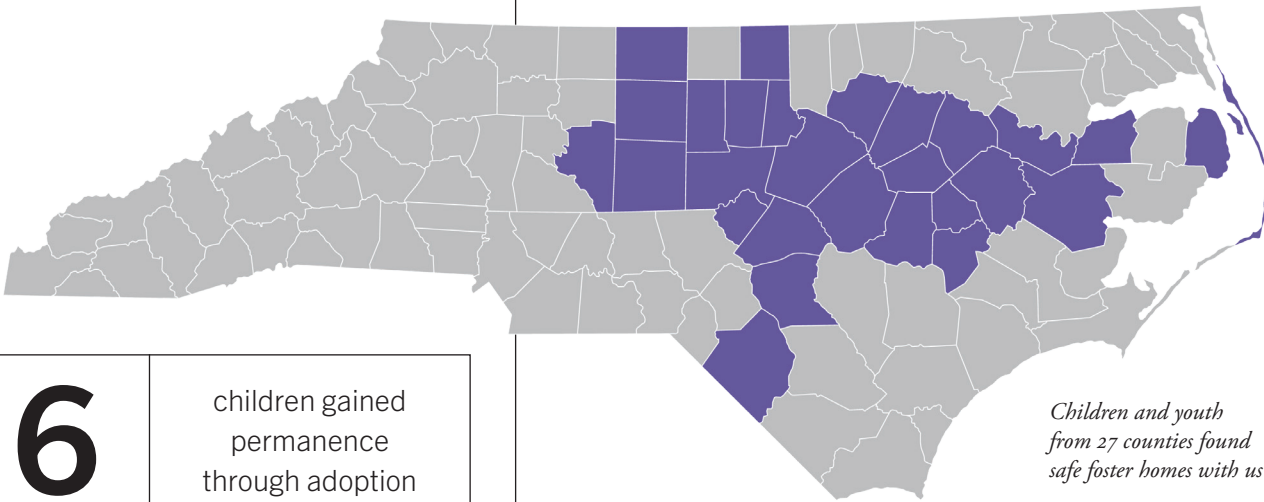 6
children gained
permanence
through adoption
Children and youth
from 27 counties found
safe foster homes with us